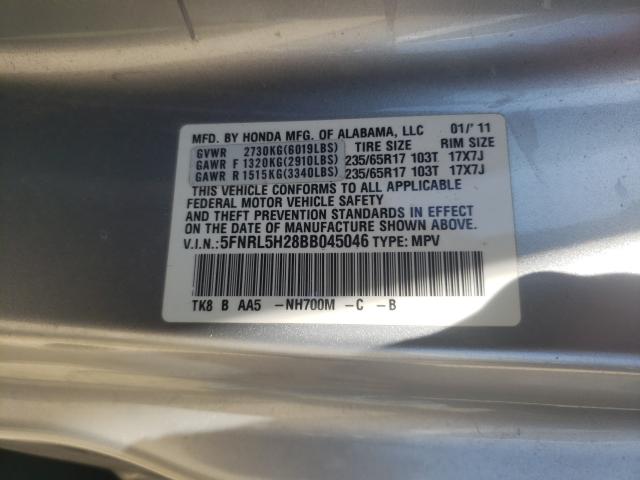 MFD. BY HONDA MFG. OF ALABAMA, LLC 01/'11
GVWR 2730KG(6019LBS) TIRE SIZE RIM SIZE
GAWR F 1320KG(2910LBS) 235/65R17 103T 17X7J
GAWR R 1515KG(3340LBS) 235/65R17 103T 17X7J
THIS VEHICLE CONFORMS TO ALL APPLICABLE
FEDERAL MOTOR VEHICLE SAFETY
AND THEFT PREVENTION STANDARDS IN EFFECT
ON THE DATE OF MANUFACTURE SHOWN ABOVE.
V.I.N.:5FNRL5H28BB045046 TYPE: MPV
TK8 B AA5 -NH700M -C -B